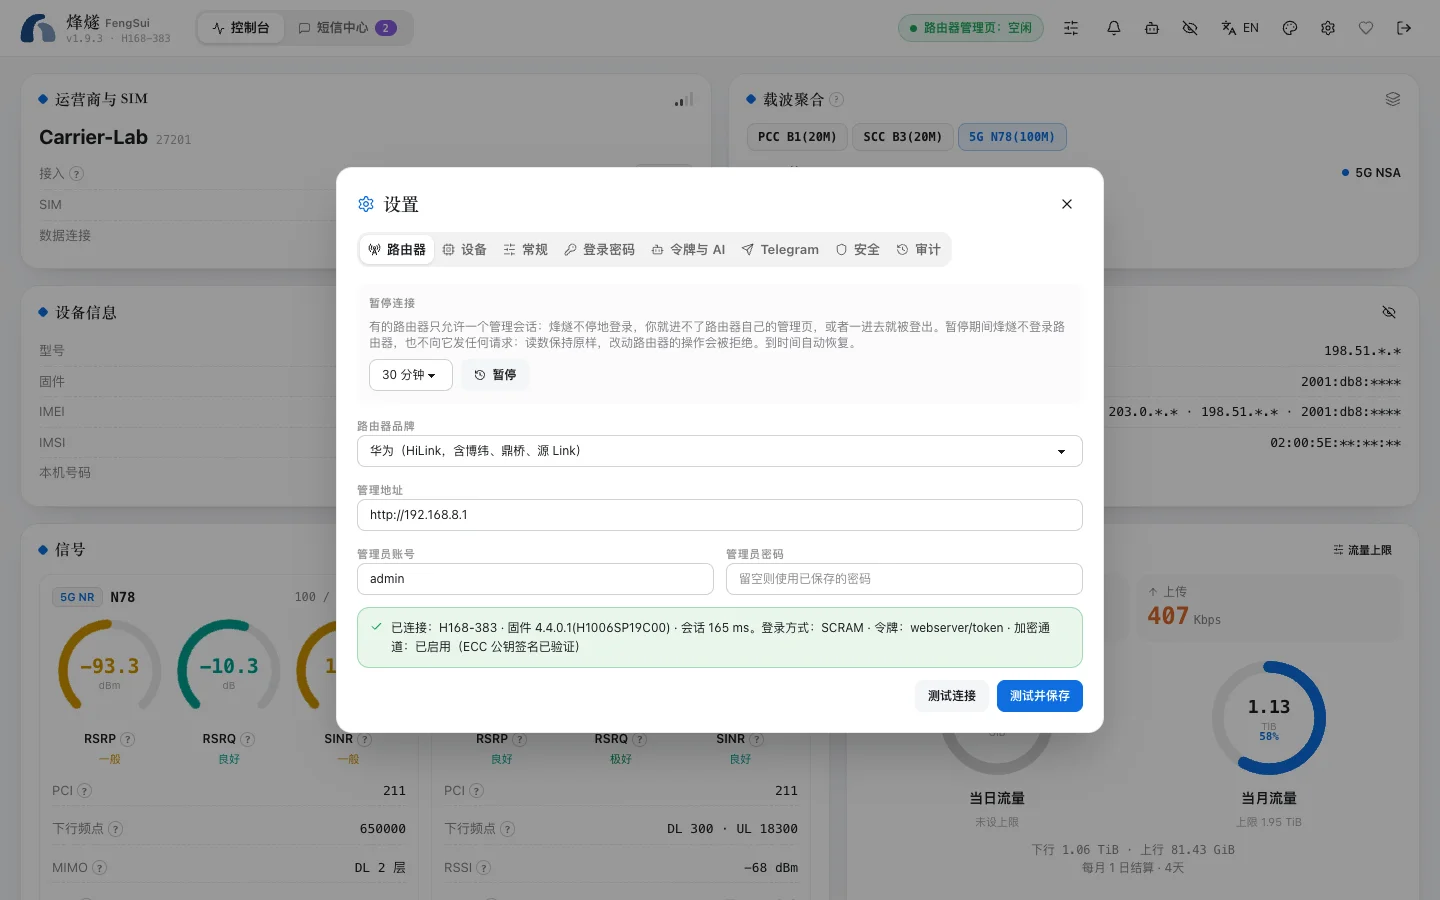 烽燧 FengSui
v1.9.3 · H168-383
控制台
短信中心 2
路由器管理页：空闲
EN
运营商与 SIM
Carrier-Lab 27201
接入 ?
SIM
数据连接
载波聚合 ?
PCC B1(20M) SCC B3(20M) 5G N78(100M)
5G NSA
设置
路由器 设备 常规 登录密码 令牌与 AI Telegram 安全 审计
暂停连接
有的路由器只允许一个管理会话：烽燧不停地登录，你就进不了路由器自己的管理页，或者一进去就被登出。暂停期间烽燧不登录路
由器，也不向它发任何请求：读数保持原样，改动路由器的操作会被拒绝。到时间自动恢复。
30 分钟 暂停
路由器品牌
华为（HiLink，含博纬、鼎桥、源 Link）
管理地址
http://192.168.8.1
管理员账号
admin
管理员密码
留空则使用已保存的密码
已连接：H168-383 · 固件 4.4.0.1(H1006SP19C00) · 会话 165 ms。登录方式：SCRAM · 令牌：webserver/token · 加密通
道：已启用（ECC 公钥签名已验证）
测试连接 测试并保存
设备信息
型号
固件
IMEI
IMSI
本机号码
198.51.*.*
2001:db8:****
203.0.*.* · 198.51.*.* · 2001:db8:****
02:00:5E:**:**:**
信号
5G NR N78
100 /
-93.3
dBm
RSRP ?
一般
-10.3
dB
RSRQ ?
良好
1
SINR ?
一般
PCI ? 211
下行频点 ? 650000
MIMO ? DL 2 层
RSRP ?
良好
RSRQ ?
极好
SINR ?
良好
PCI ? 211
下行频点 ? DL 300 · UL 18300
RSSI ? -68 dBm
流量上限
↑ 上传
407 Kbps
GiB
当日流量
未设上限
1.13
TiB
58%
当月流量
上限 1.95 TiB
下行 1.06 TiB · 上行 81.43 GiB
每月 1 日结算 · 4天